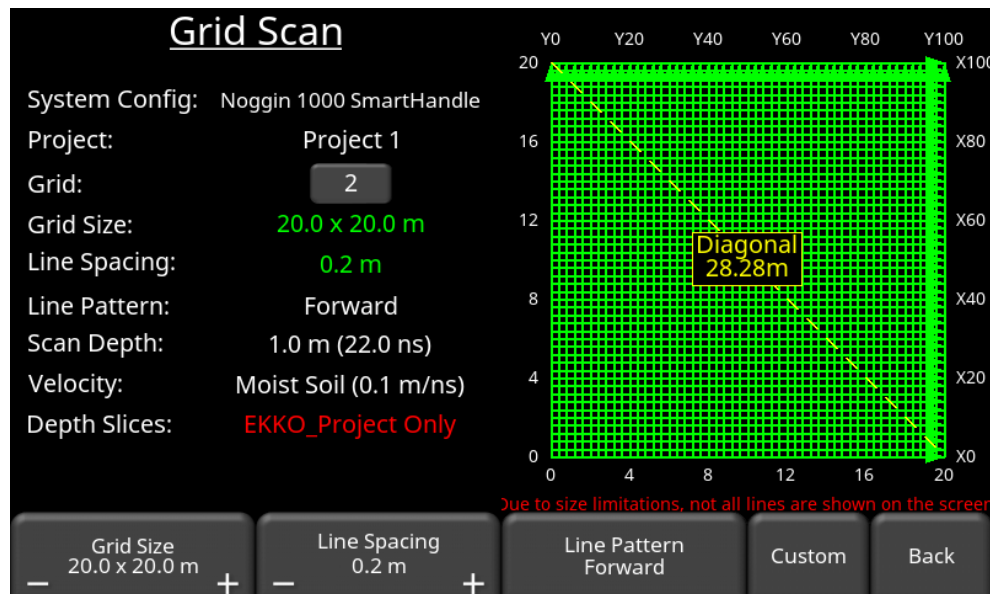 Grid Scan
System Config: Noggin 1000 SmartHandle
Project: Project 1
Grid: 2
Grid Size: 20.0 x 20.0 m
Line Spacing: 0.2 m
Line Pattern: Forward
Scan Depth: 1.0 m (22.0 ns)
Velocity: Moist Soil (0.1 m/ns)
Depth Slices: EKKO_Project Only
Y0 Y20 Y40 Y60 Y80 Y100
20 X100
16 X80
12 X60
Diagonal
28.28m
8 X40
4 X20
0 X0
0 4 8 12 16 20
Due to size limitations, not all lines are shown on the screen
Grid Size
20.0 x 20.0 m
− +
Line Spacing
0.2 m
− +
Line Pattern
Forward
Custom
Back